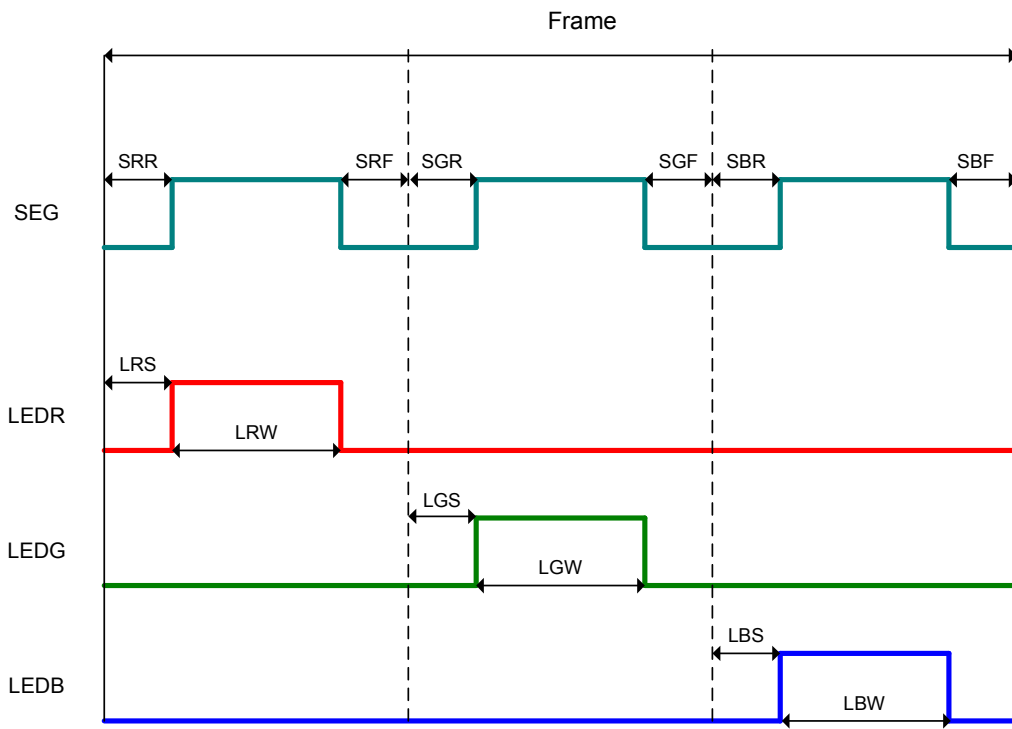 Frame
SRR SRF SGR SGF SBR SBF
SEG
LRS
LEDR
LRW
LGS
LEDG
LGW
LBS
LEDB
LBW